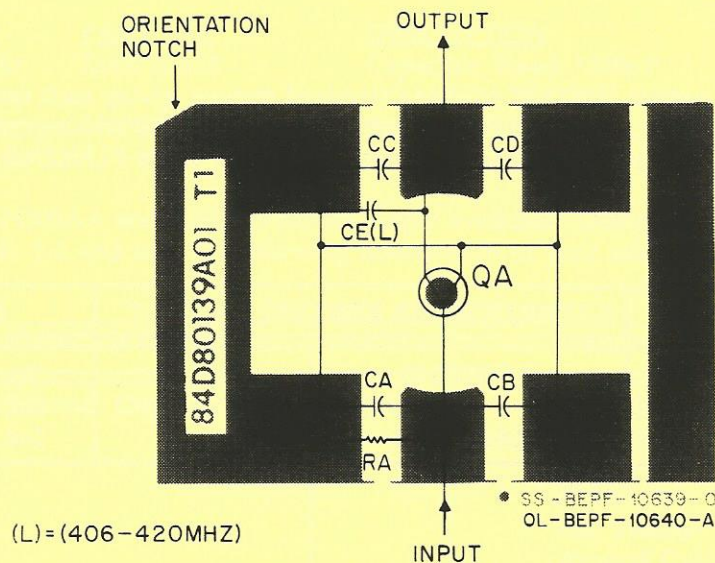 ORIENTATION
NOTCH
OUTPUT
CC
CD
CE(L)
QA
84D80139A01 T1
CA
CB
RA
SS-BEPF-10639-O
OL-BEPF-10640-A
(L)=(406-420MHZ)
INPUT